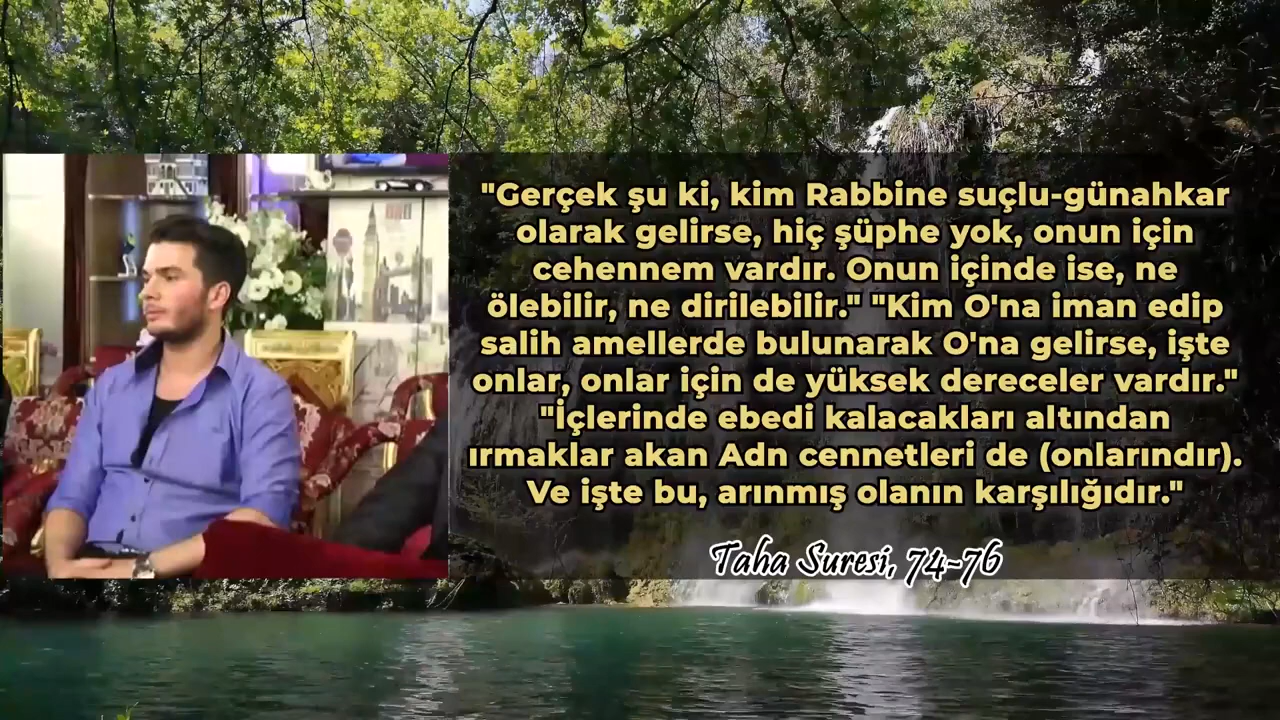 "Gerçek şu ki, kim Rabbine suçlu-günahkar
olarak gelirse, hiç şüphe yok, onun için
cehennem vardır. Onun içinde ise, ne
ölebilir, ne dirilebilir." "Kim O'na iman edip
salih amellerde bulunarak O'na gelirse, işte
onlar, onlar için de yüksek dereceler vardır."
"İçlerinde ebedi kalacakları altından
ırmaklar akan Adn cennetleri de (onlarındır).
Ve işte bu, arınmış olanın karşılığıdır."
Taha Suresi, 74-76